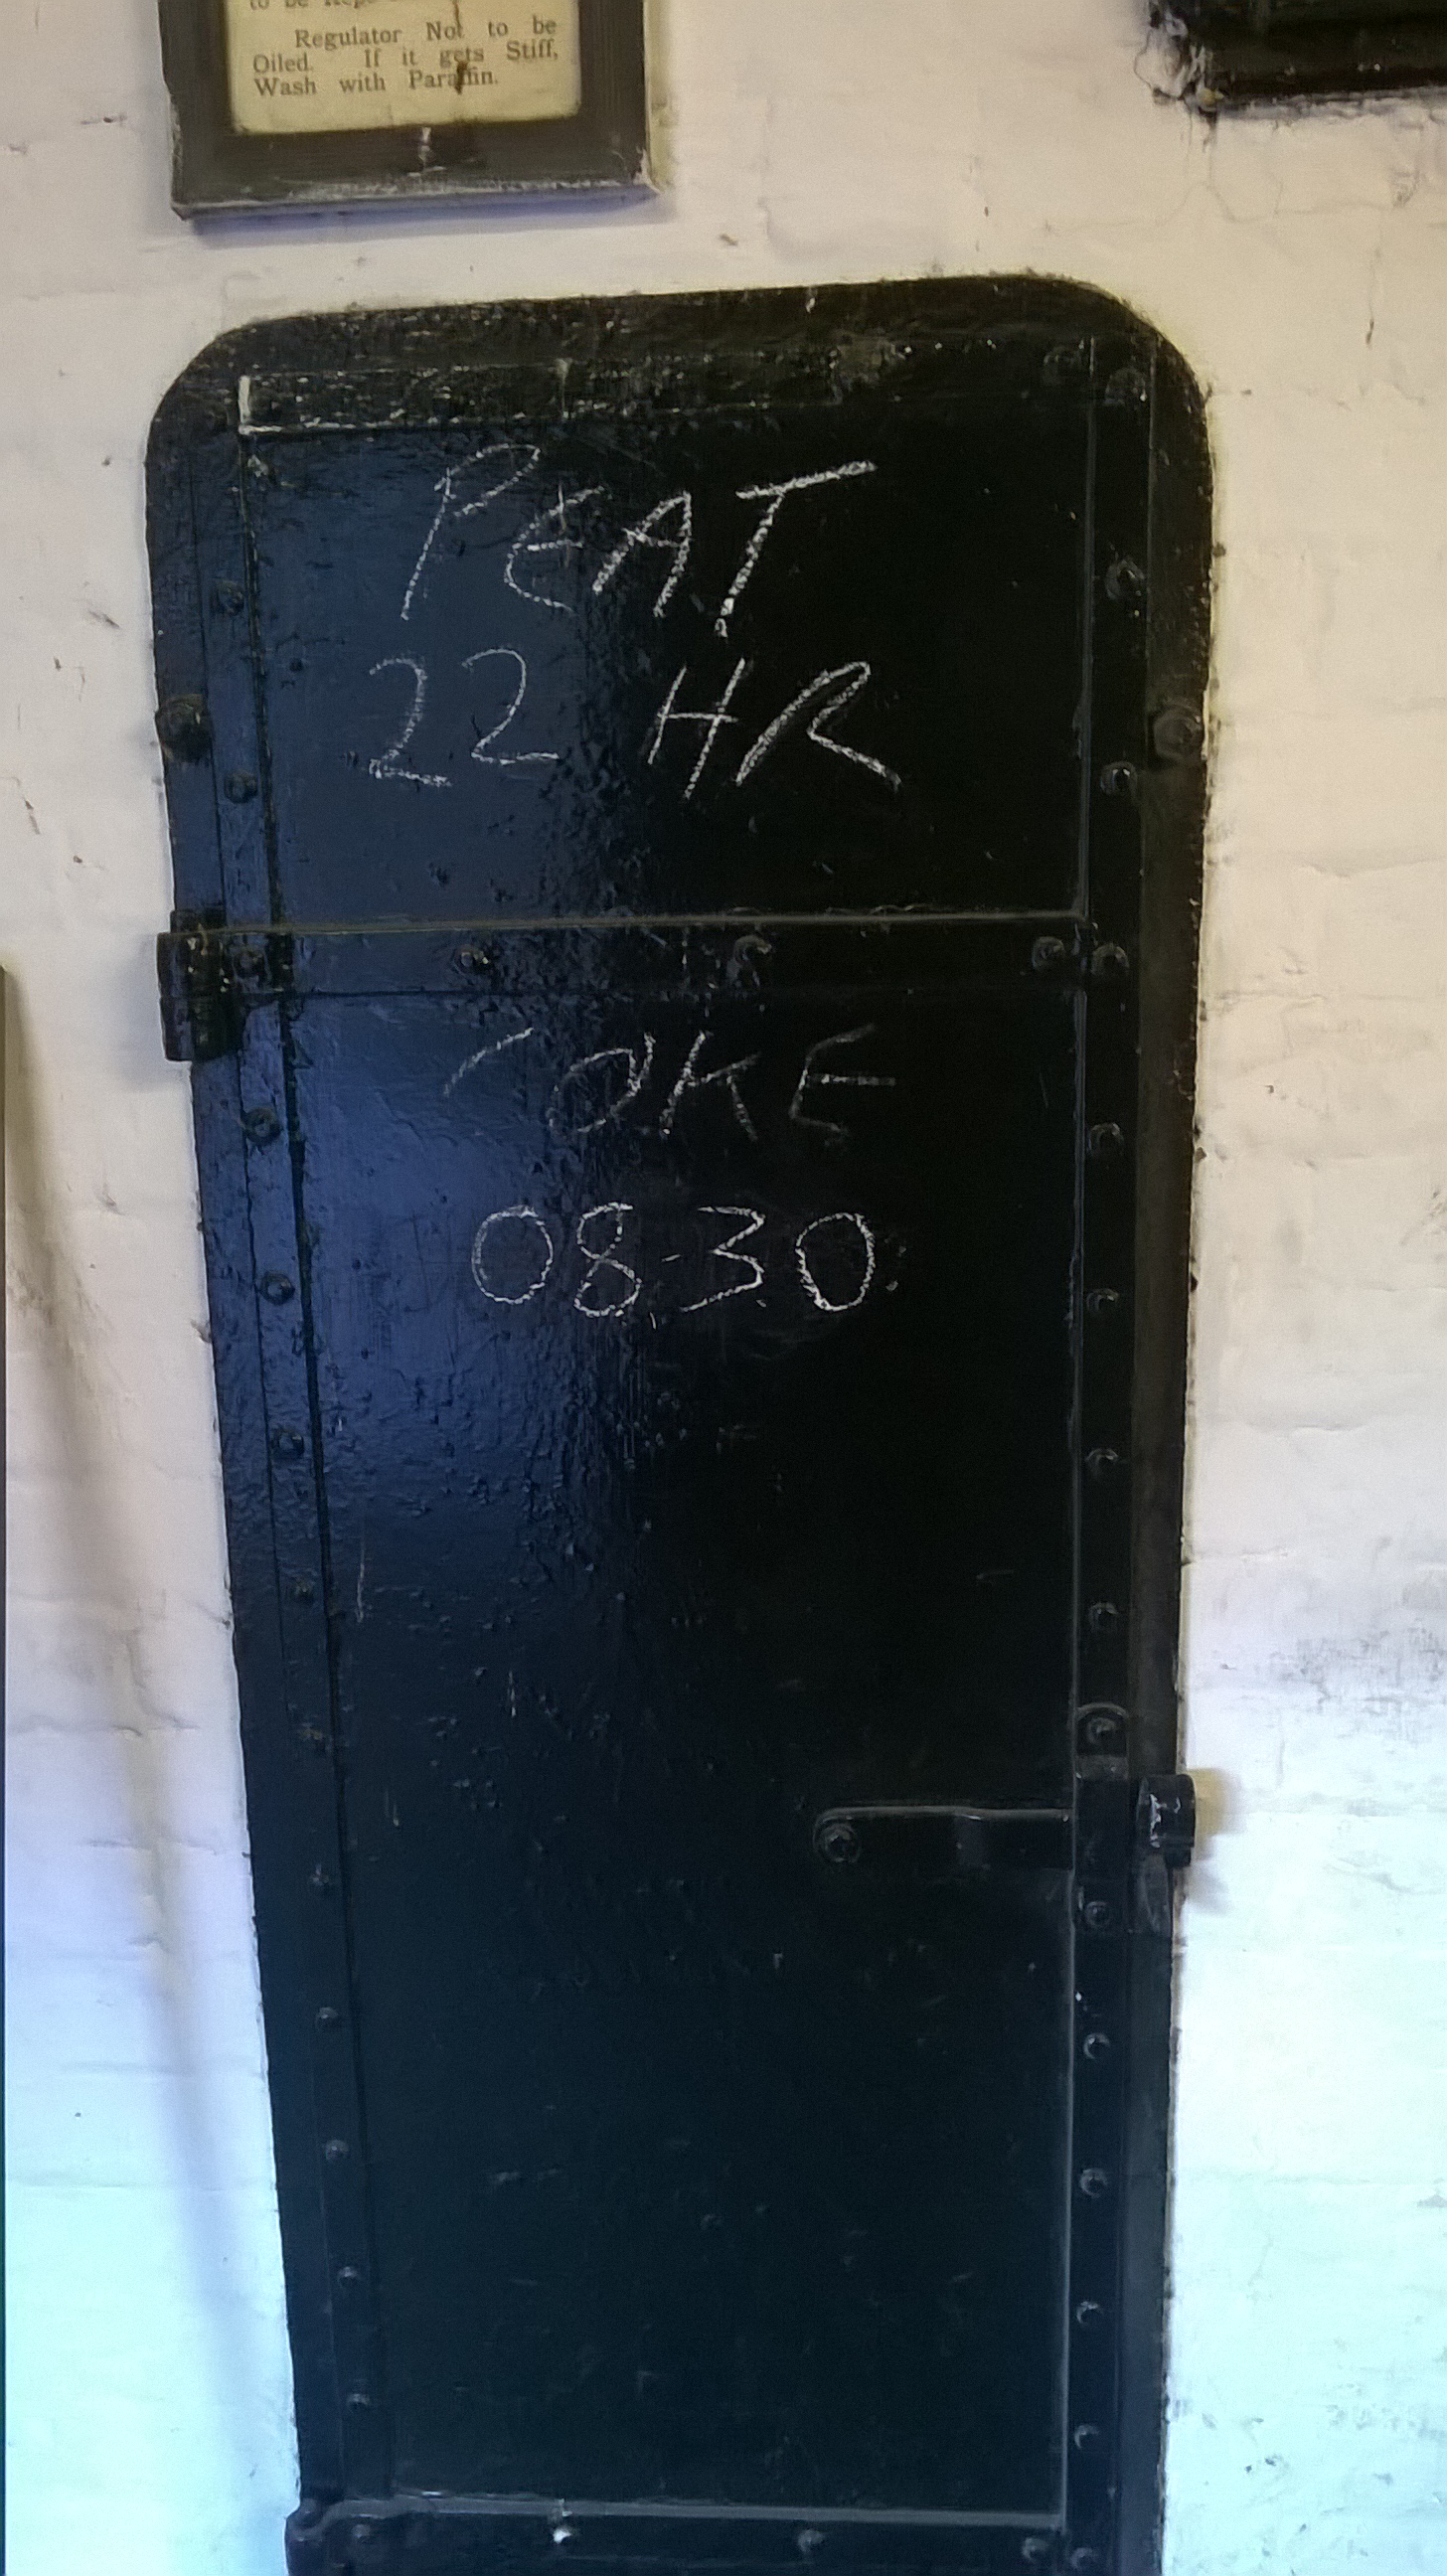 Regulator Not to be
Oiled. If it gets Stiff,
Wash with Paraffin.
PEAT
22 HR
COKE
08-30